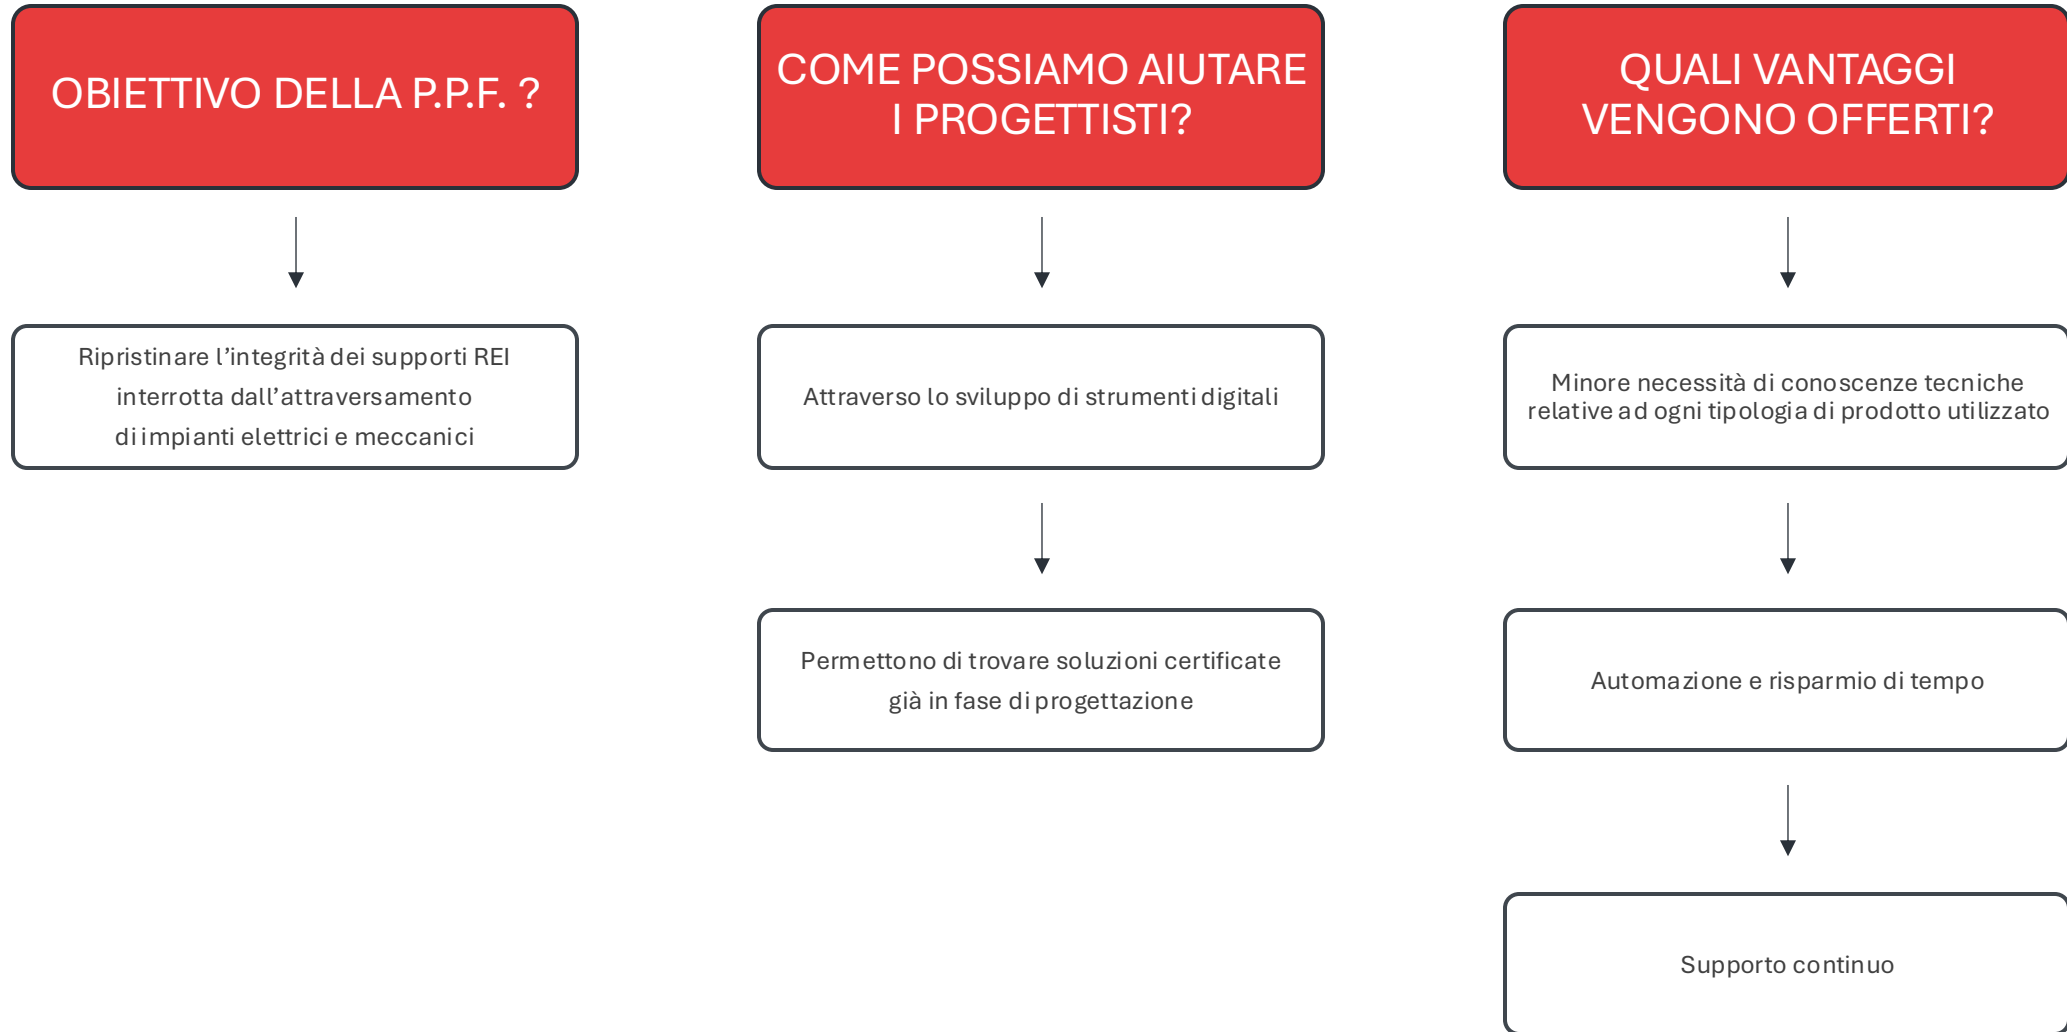 OBIETTIVO DELLA P.P.F. ?
Ripristinare l’integrità dei supporti REI
interrotta dall’attraversamento
di impianti elettrici e meccanici
COME POSSIAMO AIUTARE
I PROGETTISTI?
Attraverso lo sviluppo di strumenti digitali
Permettono di trovare soluzioni certificate
già in fase di progettazione
QUALI VANTAGGI
VENGONO OFFERTI?
Minore necessità di conoscenze tecniche
relative ad ogni tipologia di prodotto utilizzato
Automazione e risparmio di tempo
Supporto continuo